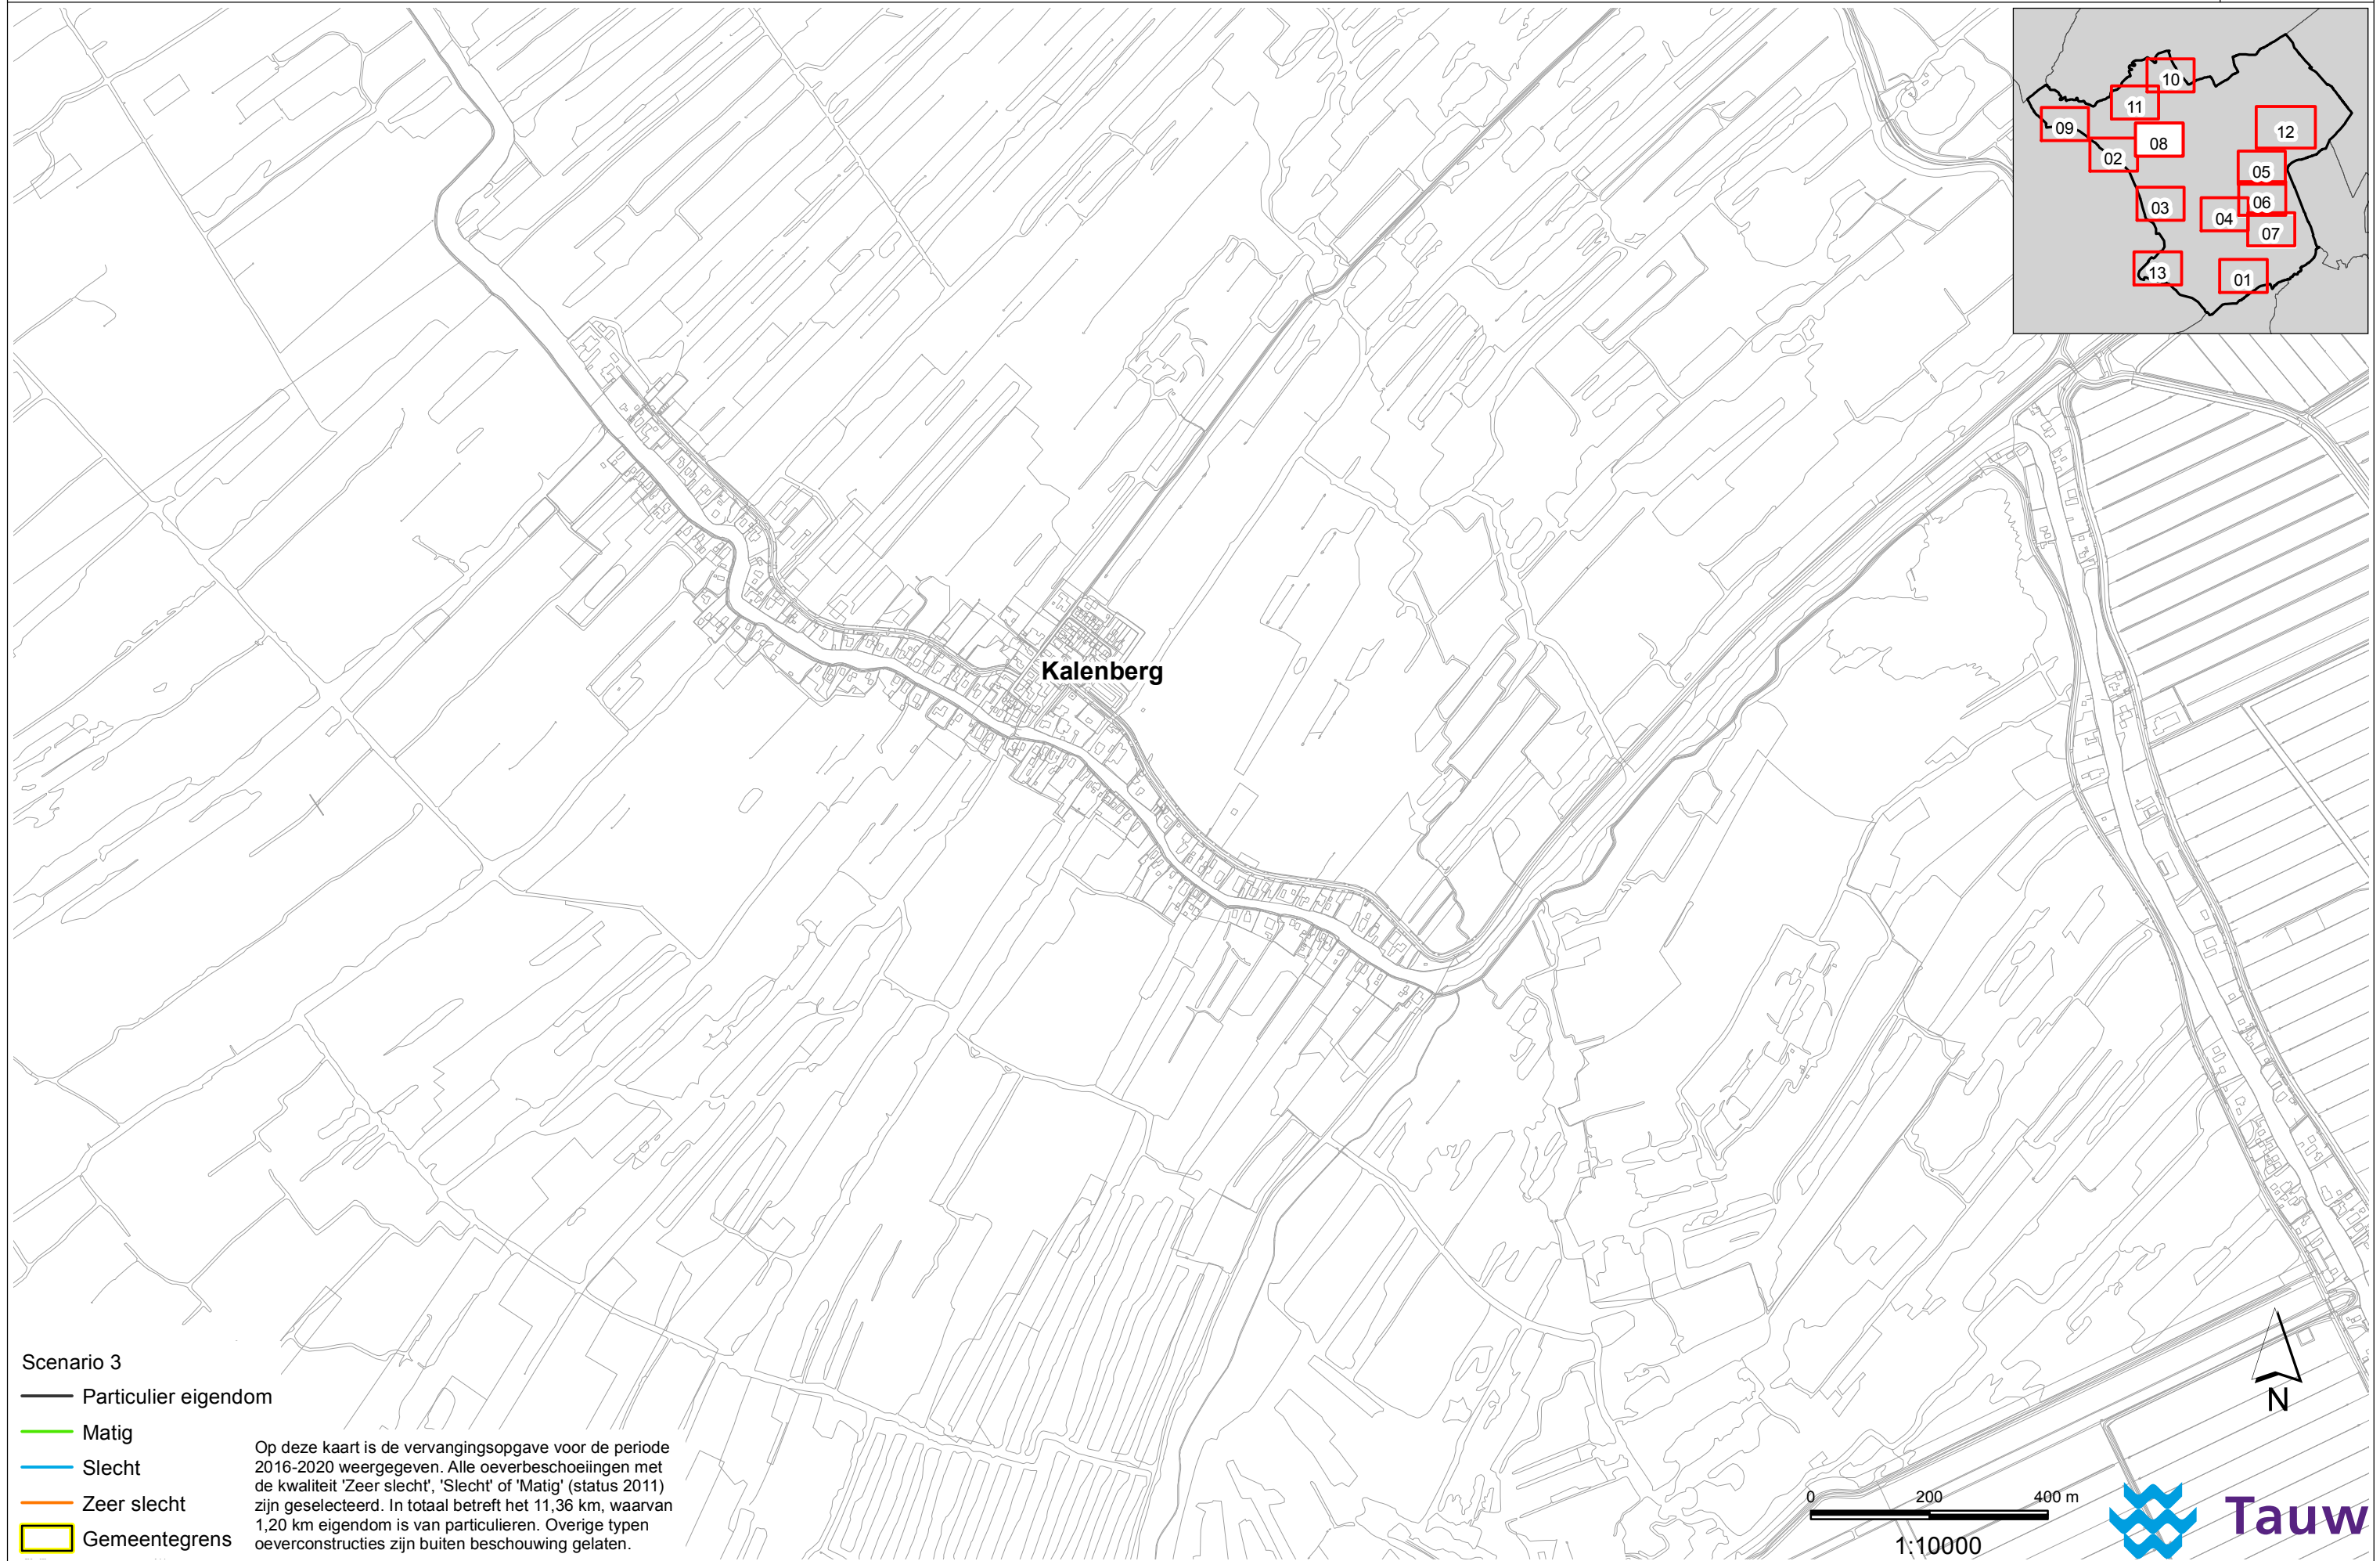 10
11
09
12
08
02
05
03
06
04
07
13
01
Kalenberg
Scenario 3
Particulier eigendom
Matig
Slecht
Zeer slecht
Gemeentegrens
Op deze kaart is de vervangingsopgave voor de periode
2016-2020 weergegeven. Alle oeverbeschoeiingen met
de kwaliteit 'Zeer slecht', 'Slecht' of 'Matig' (status 2011)
zijn geselecteerd. In totaal betreft het 11,36 km, waarvan
1,20 km eigendom is van particulieren. Overige typen
oeverconstructies zijn buiten beschouwing gelaten.
N
0 200 400 m
1:10000
Tauw